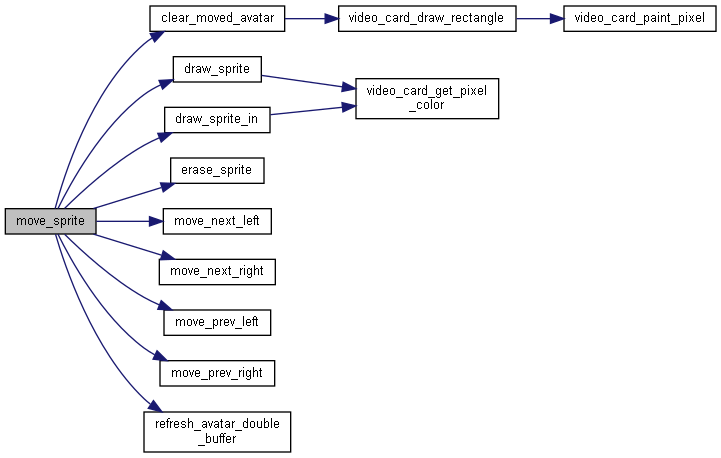 clear_moved_avatar
video_card_draw_rectangle
video_card_paint_pixel
draw_sprite
video_card_get_pixel
_color
draw_sprite_in
erase_sprite
move_sprite
move_next_left
move_next_right
move_prev_left
move_prev_right
refresh_avatar_double
_buffer